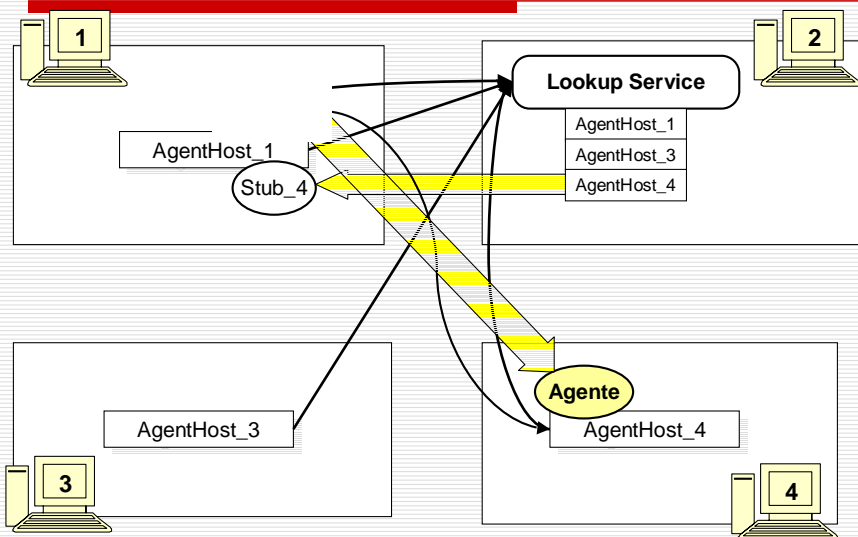 1
2
Lookup Service
AgentHost_1
AgentHost_3
AgentHost_4
AgentHost_1
Stub_4
Agente
AgentHost_3
AgentHost_4
3
4